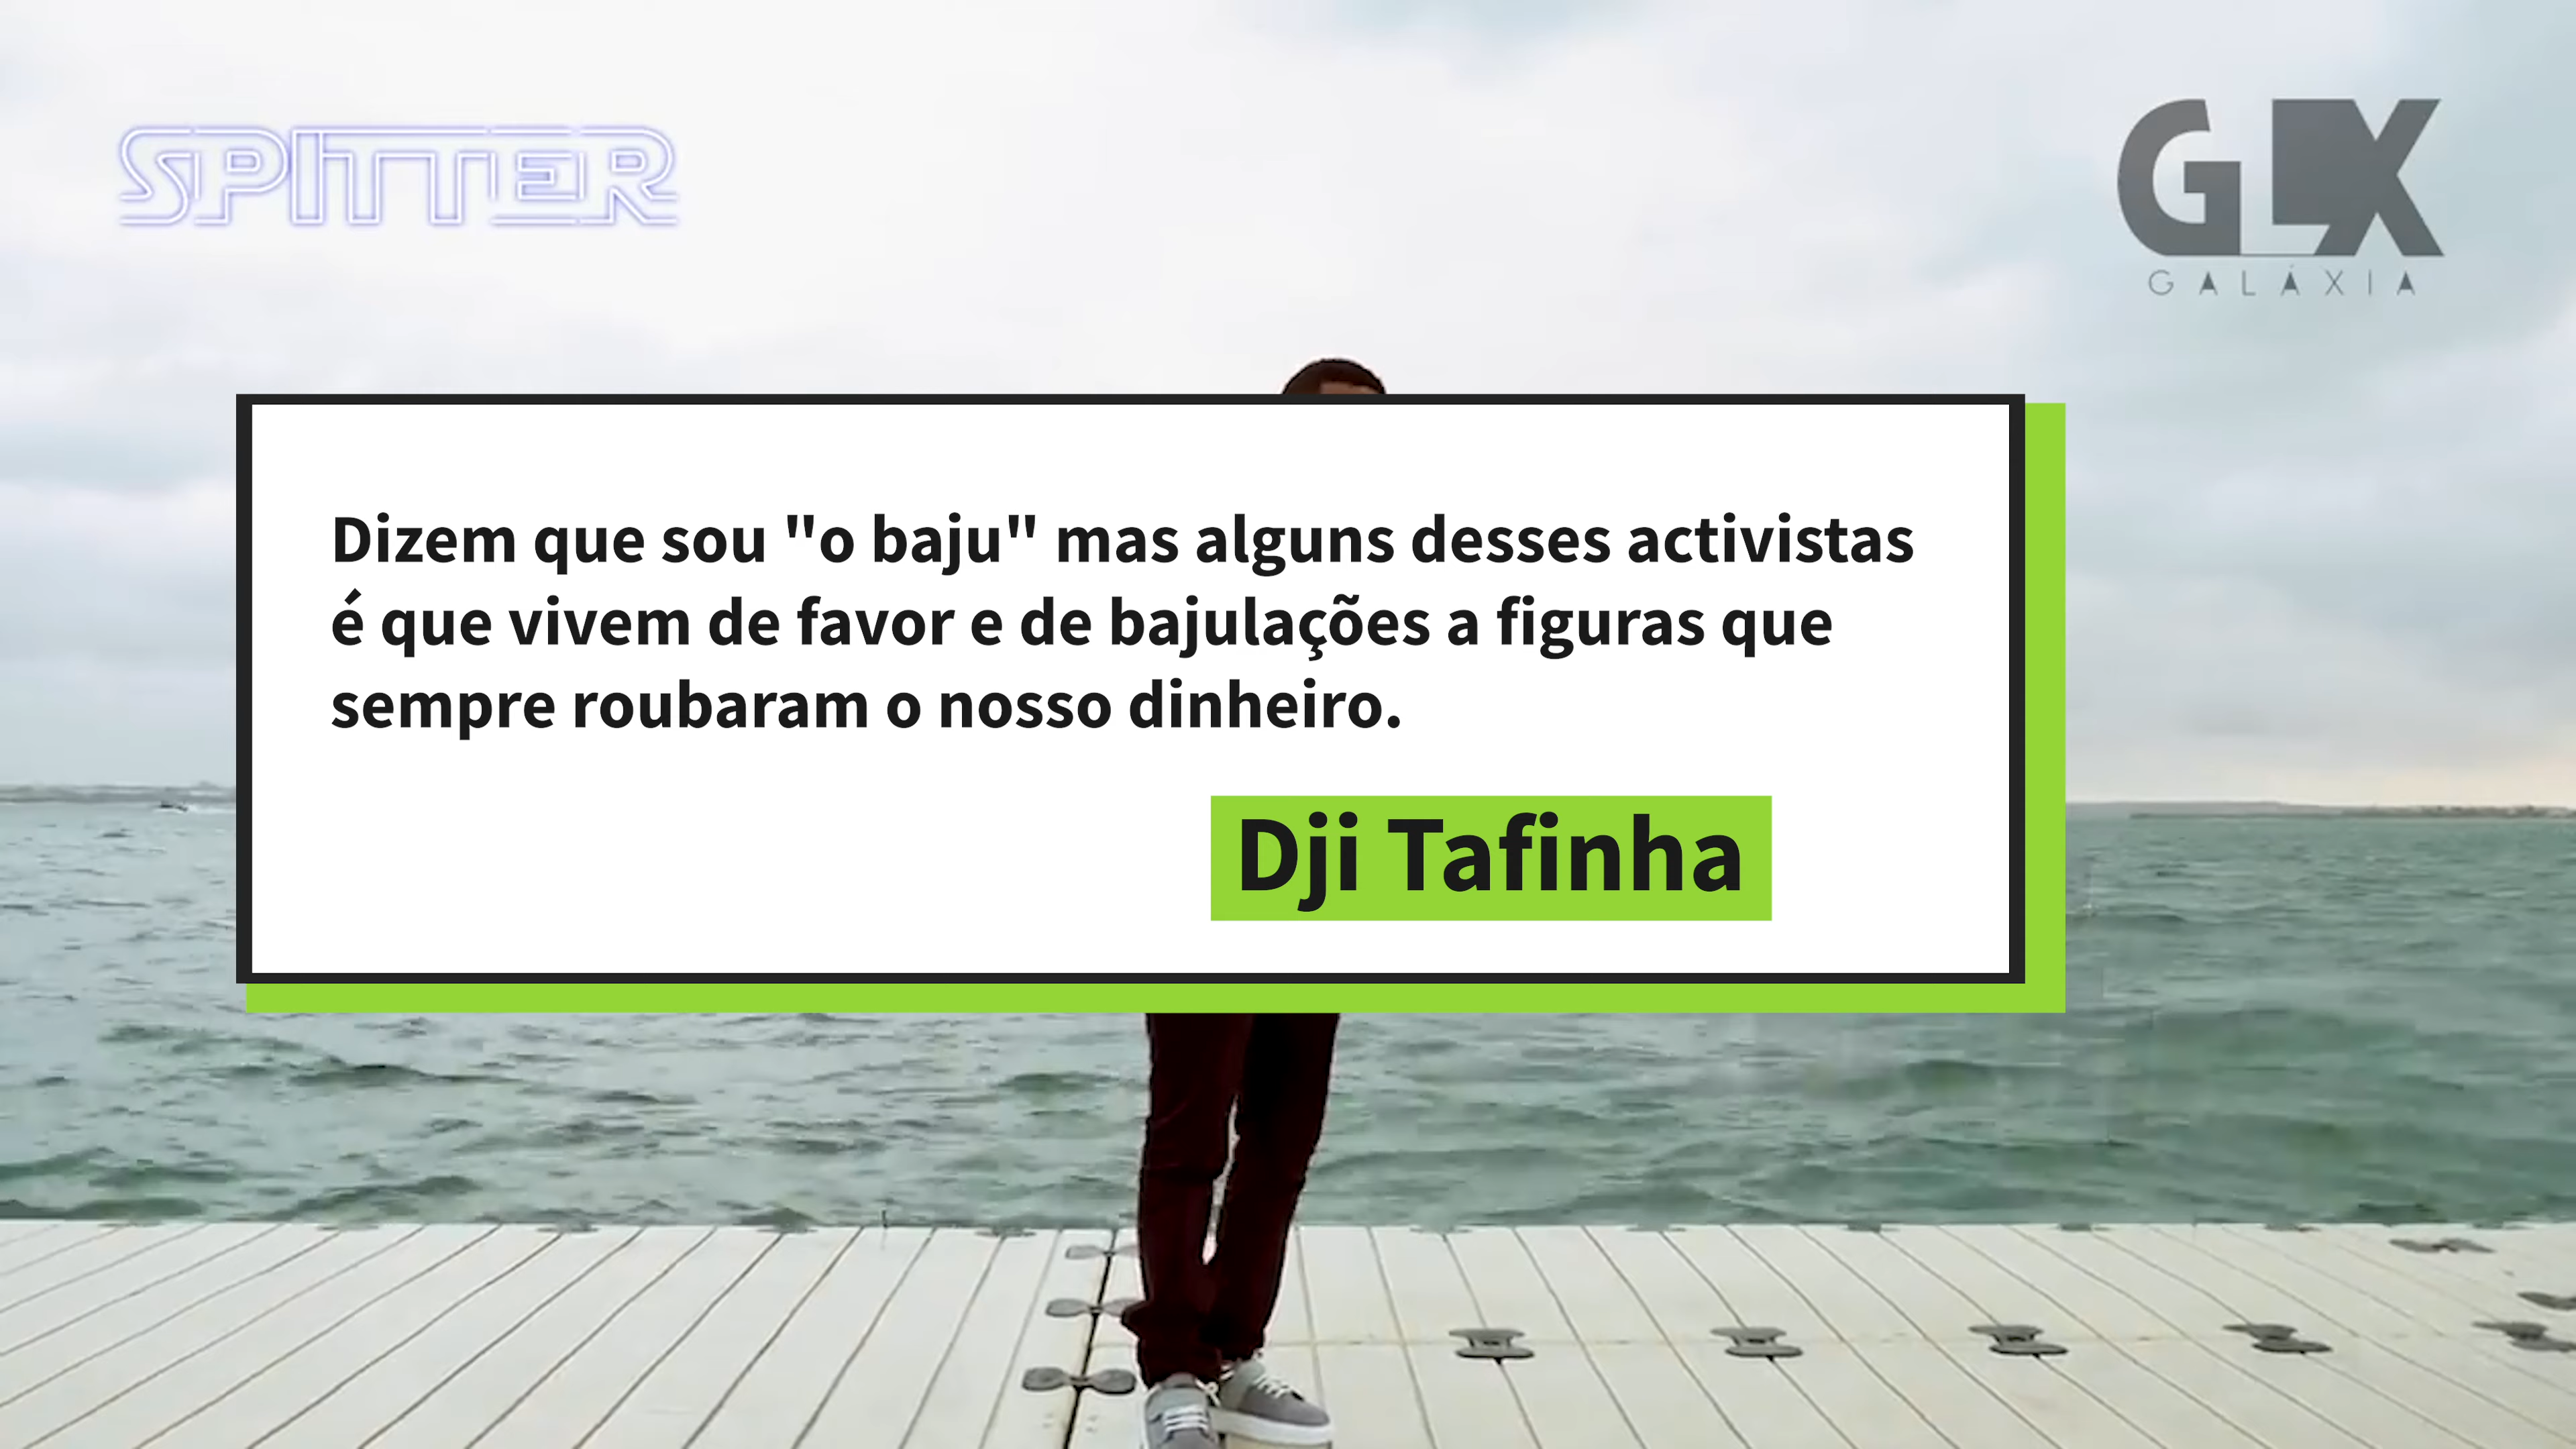 SPITTER
GLX
GALÁXIA
Dizem que sou "o baju" mas alguns desses activistas
é que vivem de favor e de bajulações a figuras que
sempre roubaram o nosso dinheiro.
Dji Tafinha